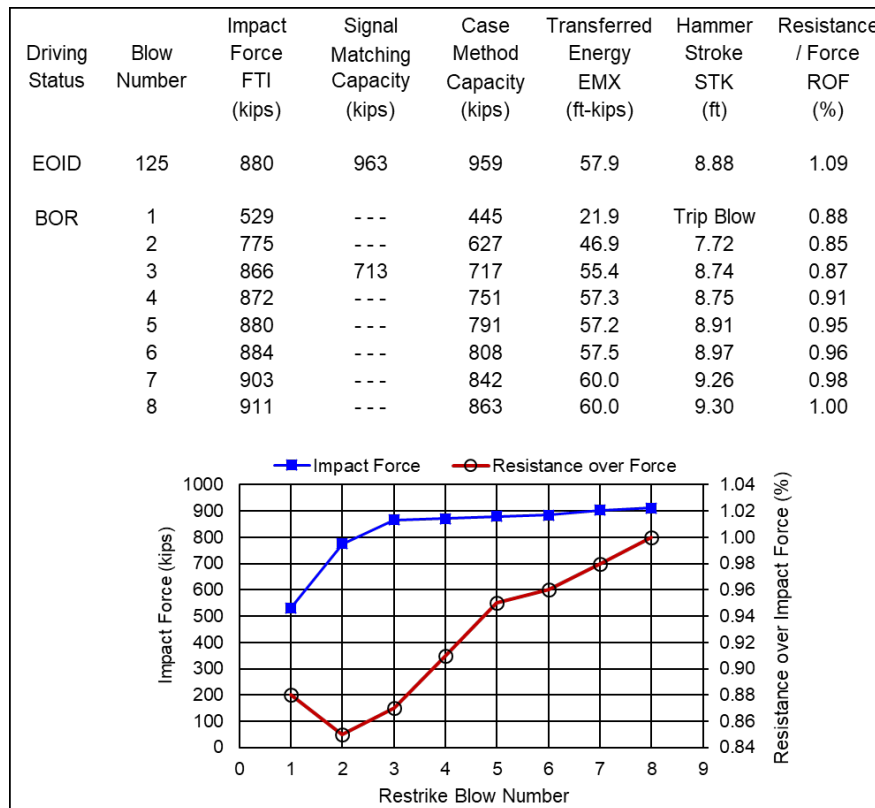 Impact Signal Case Transferred Hammer Resistance
Driving Blow Force Matching Method Energy Stroke / Force
Status Number FTI Capacity Capacity EMX STK ROF
(kips) (kips) (kips) (ft-kips) (ft) (%)
EOID 125 880 963 959 57.9 8.88 1.09
BOR 1 529 - - - 445 21.9 Trip Blow 0.88
2 775 - - - 627 46.9 7.72 0.85
3 866 713 717 55.4 8.74 0.87
4 872 - - - 751 57.3 8.75 0.91
5 880 - - - 791 57.2 8.91 0.95
6 884 - - - 808 57.5 8.97 0.96
7 903 - - - 842 60.0 9.26 0.98
8 911 - - - 863 60.0 9.30 1.00
Impact Force Resistance over Force
1000 1.04
900 1.02
800 1.00
700 0.98
600 0.96
500 0.94
400 0.92
300 0.90
200 0.88
100 0.86
0 0.84
0 1 2 3 4 5 6 7 8 9
Impact Force (kips)
Resistance over Impact Force (%)
Restrike Blow Number